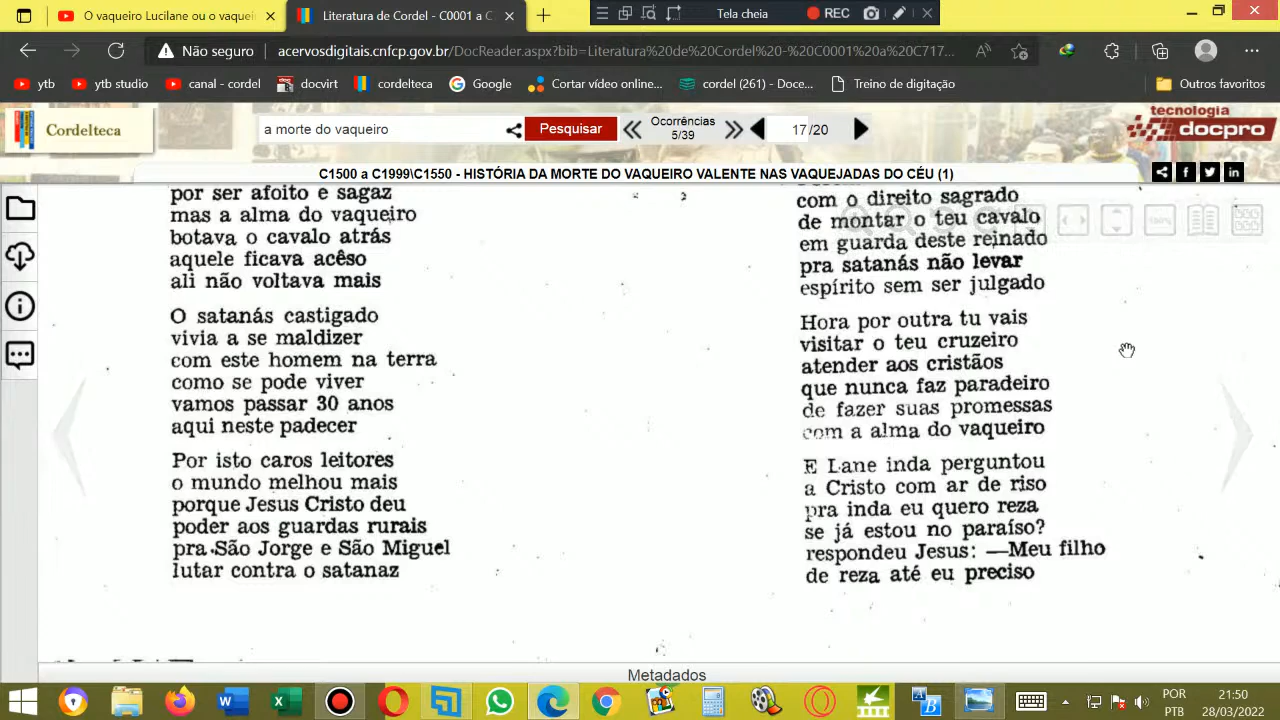 O vaqueiro Lucilane ou o vaquei
Literatura de Cordel - C0001 a C
Tela cheia
REC
Não seguro
acervosdigitais.cnfcp.gov.br/DocReader.aspx?bib=Literatura%20de%20Cordel%20-%20C0001%20a%20C717...
ytb
ytb studio
canal - cordel
docvirt
cordelteca
Google
Cortar vídeo online...
cordel (261) - Doce...
Treino de digitação
Outros favoritos
Cordelteca
a morte do vaqueiro
Pesquisar
Ocorrências
5/39
17/20
tecnologia
docpro
C1500 a C1999\C1550 - HISTÓRIA DA MORTE DO VAQUEIRO VALENTE NAS VAQUEJADAS DO CÉU (1)
por ser afoito e sagaz
mas a alma do vaqueiro
botava o cavalo atrás
aquele ficava acêso
ali não voltava mais
O satanás castigado
vivia a se maldizer
com este homem na terra
como se pode viver
vamos passar 30 anos
aqui neste padecer
Por isto caros leitores
o mundo melhou mais
porque Jesus Cristo deu
poder aos guardas rurais
pra São Jorge e São Miguel
lutar contra o satanaz
com o direito sagrado
de montar o teu cavalo
em guarda deste reinado
pra satanás não levar
espírito sem ser julgado
Hora por outra tu vais
visitar o teu cruzeiro
atender aos cristãos
que nunca faz paradeiro
de fazer suas promessas
com a alma do vaqueiro
E Lane inda perguntou
a Cristo com ar de riso
pra inda eu quero reza
se já estou no paraíso?
respondeu Jesus: —Meu filho
de reza até eu preciso
Metadados
POR
PTB
21:50
28/03/2022